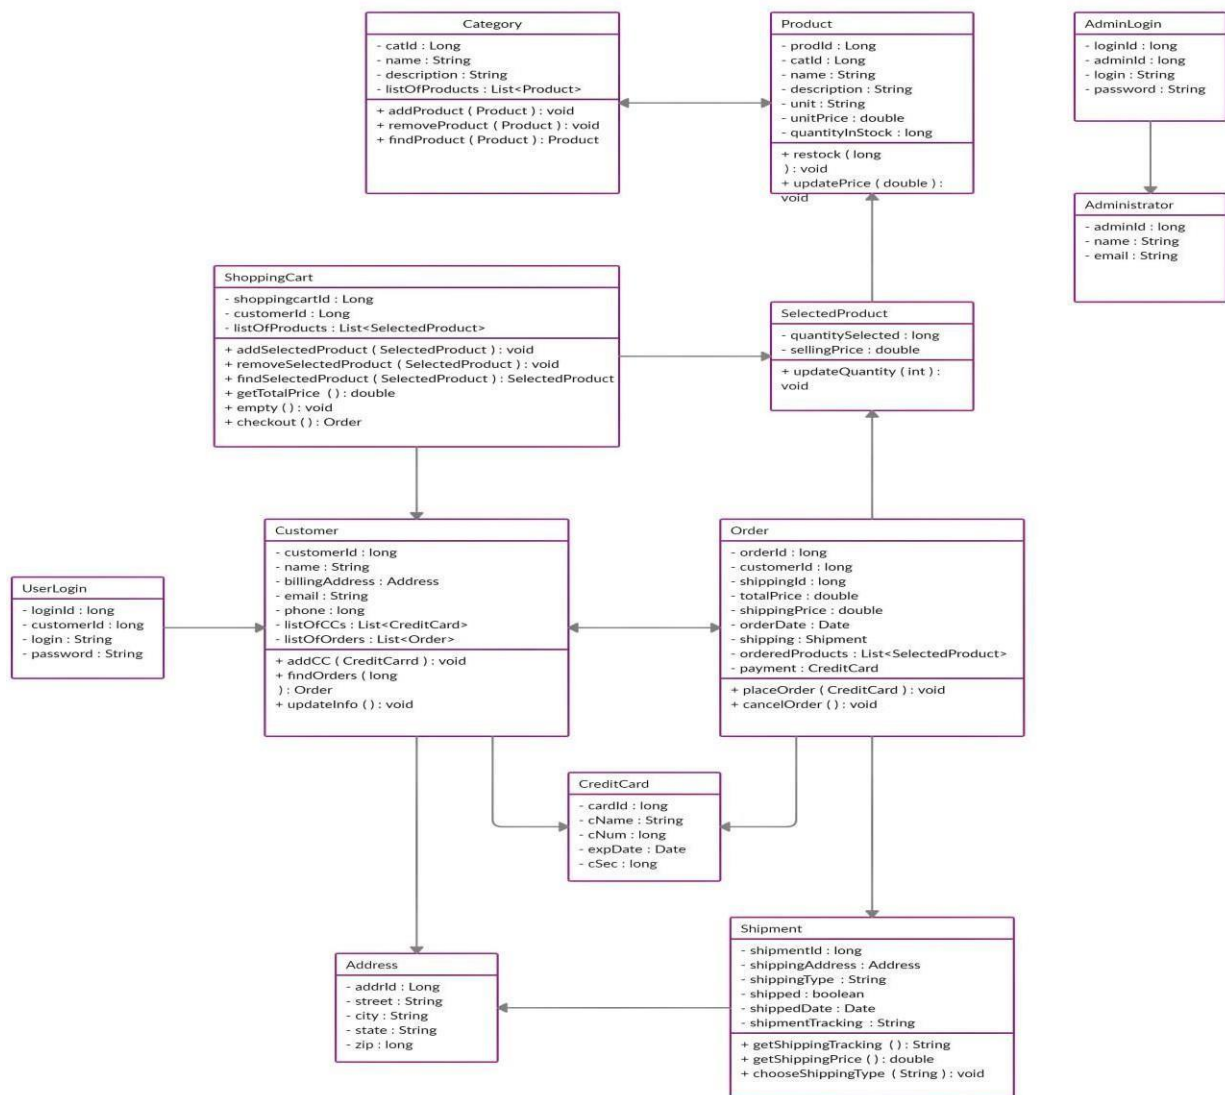 Category
- catId : Long
- name : String
- description : String
- listOfProducts : List<Product>
+ addProduct ( Product ) : void
+ removeProduct ( Product ) : void
+ findProduct ( Product ) : Product
Product
- prodId : Long
- catId : Long
- name : String
- description : String
- unit : String
- unitPrice : double
- quantityInStock : long
+ restock ( long
) : void
+ updatePrice ( double ) :
void
AdminLogin
- loginId : long
- adminId : long
- login : String
- password : String
Administrator
- adminId : long
- name : String
- email : String
ShoppingCart
- shoppingcartId : Long
- customerId : Long
- listOfProducts : List<SelectedProduct>
+ addSelectedProduct ( SelectedProduct ) : void
+ removeSelectedProduct ( SelectedProduct ) : void
+ findSelectedProduct ( SelectedProduct ) : SelectedProduct
+ getTotalPrice () : double
+ empty () : void
+ checkout () : Order
SelectedProduct
- quantitySelected : long
- sellingPrice : double
+ updateQuantity ( int ) :
void
UserLogin
- loginId : long
- customerId : long
- login : String
- password : String
Customer
- customerId : long
- name : String
- billingAddress : Address
- email : String
- phone : long
- listOfCCs : List<CreditCard>
- listOfOrders : List<Order>
+ addCC ( CreditCarrd ) : void
+ findOrders ( long
) : Order
+ updateInfo () : void
Order
- orderId : long
- customerId : long
- shippingId : long
- totalPrice : double
- shippingPrice : double
- orderDate : Date
- shipping : Shipment
- orderedProducts : List<SelectedProduct>
- payment : CreditCard
+ placeOrder ( CreditCard ) : void
+ cancelOrder () : void
CreditCard
- cardId : long
- cName : String
- cNum : long
- expDate : Date
- cSec : long
Address
- addrId : Long
- street : String
- city : String
- state : String
- zip : long
Shipment
- shipmentId : long
- shippingAddress : Address
- shippingType : String
- shipped : boolean
- shippedDate : Date
- shipmentTracking : String
+ getShippingTracking () : String
+ getShippingPrice () : double
+ chooseShippingType ( String ) : void